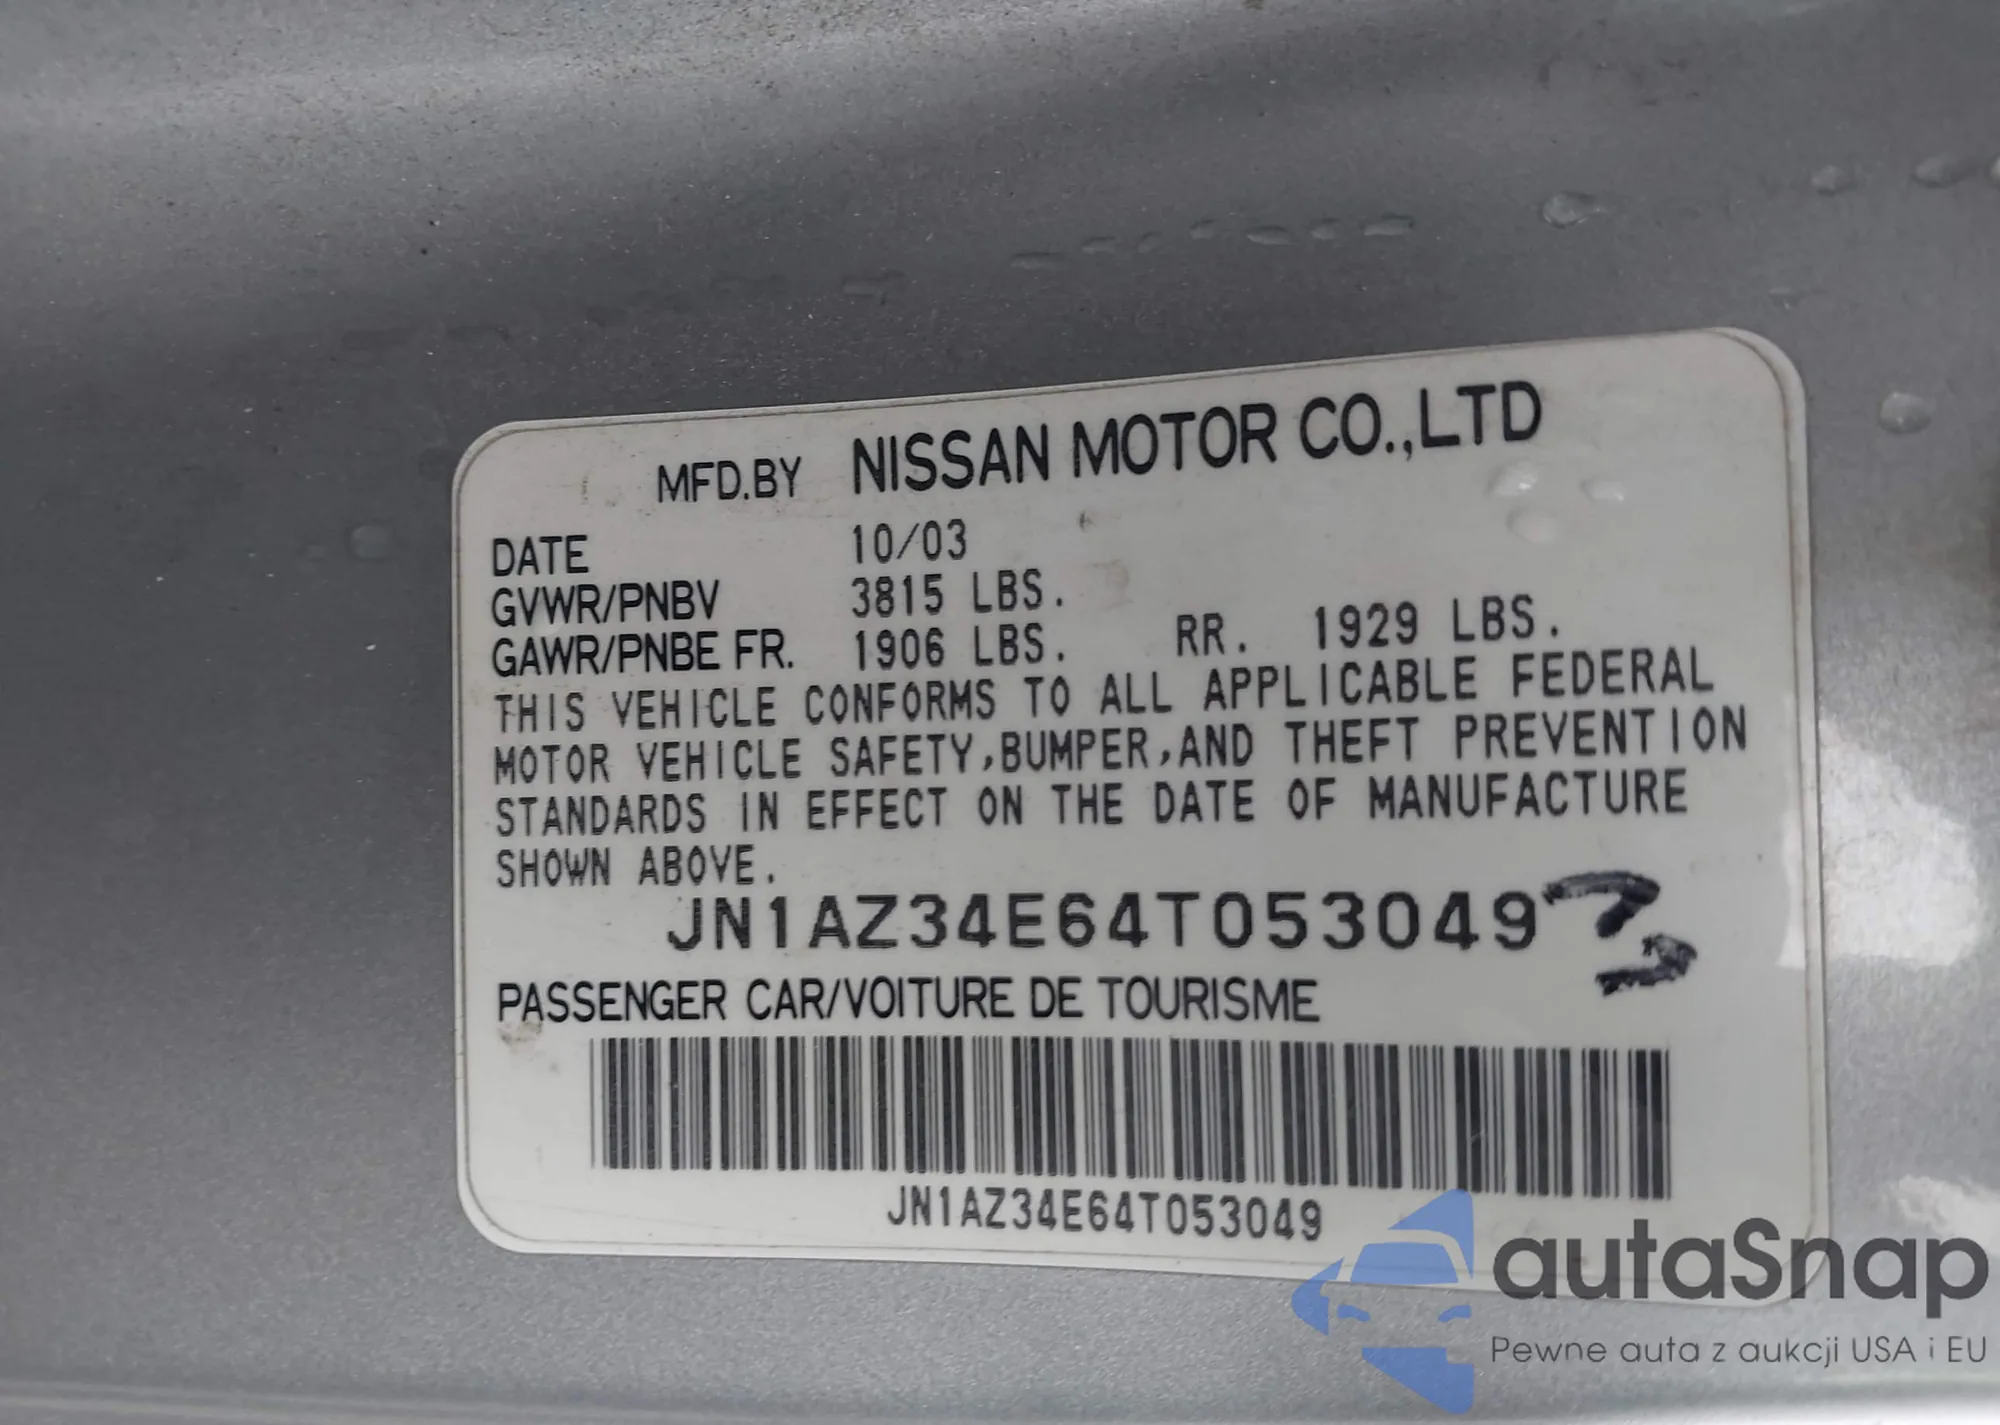 MFD.BY NISSAN MOTOR CO.,LTD
DATE 10/03
GVWR/PNBV 3815 LBS.
GAWR/PNBE FR. 1906 LBS. RR. 1929 LBS.
THIS VEHICLE CONFORMS TO ALL APPLICABLE FEDERAL
MOTOR VEHICLE SAFETY,BUMPER,AND THEFT PREVENTION
STANDARDS IN EFFECT ON THE DATE OF MANUFACTURE
SHOWN ABOVE.
JN1AZ34E64T053049
PASSENGER CAR/VOITURE DE TOURISME
JN1AZ34E64T053049
autaSnap
Pewne auta z aukcji USA i EU